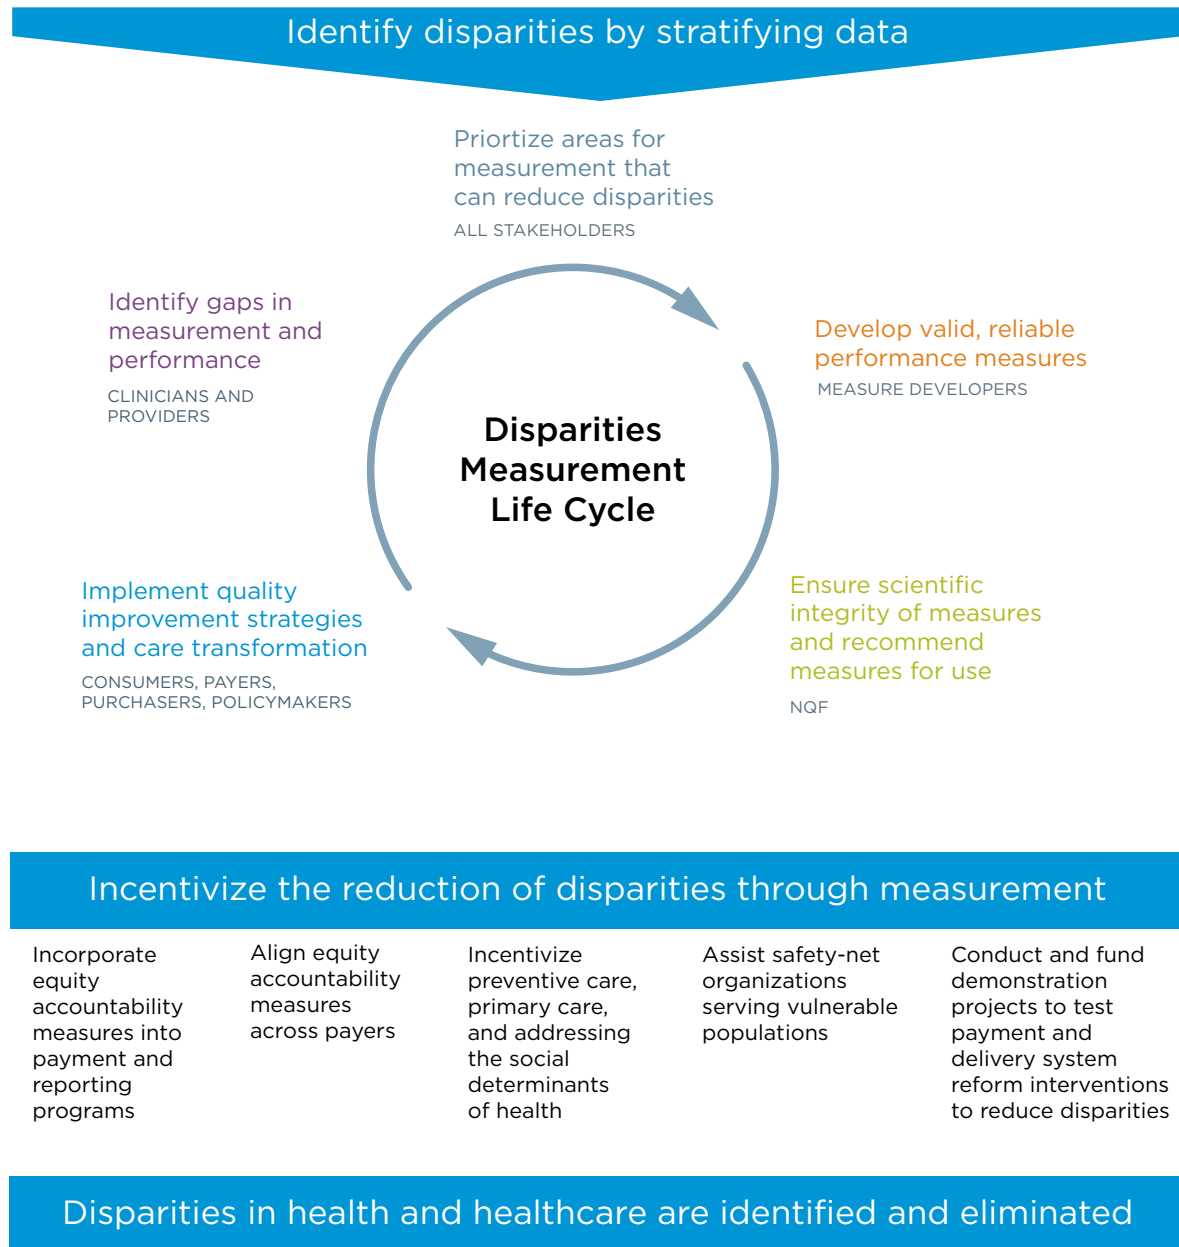 Identify disparities by stratifying data
Priortize areas for
measurement that
can reduce disparities
ALL STAKEHOLDERS
Identify gaps in
measurement and
performance
CLINICIANS AND
PROVIDERS
Develop valid, reliable
performance measures
MEASURE DEVELOPERS
Disparities
Measurement
Life Cycle
Implement quality
improvement strategies
and care transformation
CONSUMERS, PAYERS,
PURCHASERS, POLICYMAKERS
Ensure scientific
integrity of measures
and recommend
measures for use
NQF
Incentivize the reduction of disparities through measurement
Incorporate
equity
accountability
measures into
payment and
reporting
programs
Align equity
accountability
measures
across payers
Incentivize
preventive care,
primary care,
and addressing
the social
determinants
of health
Assist safety-net
organizations
serving vulnerable
populations
Conduct and fund
demonstration
projects to test
payment and
delivery system
reform interventions
to reduce disparities
Disparities in health and healthcare are identified and eliminated